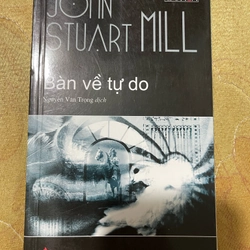 JOHN
STUART MILL
Bàn về tự do
Nguyễn Văn Trọng dịch